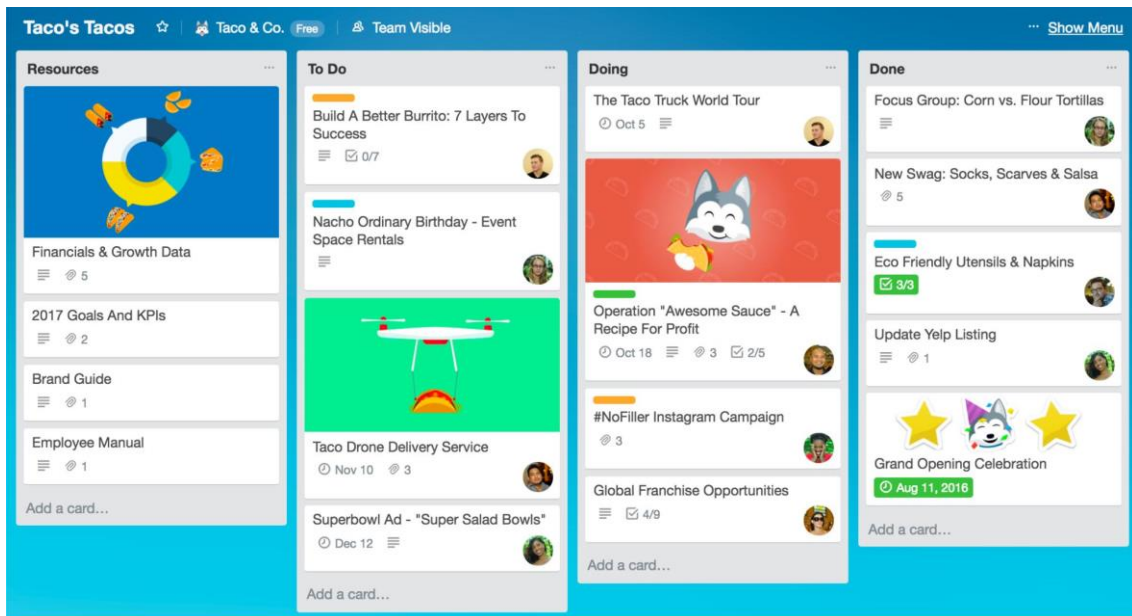 Taco's Tacos
Taco & Co. Free
Team Visible
··· Show Menu
Resources
Financials & Growth Data
5
2017 Goals And KPIs
2
Brand Guide
1
Employee Manual
1
Add a card...
To Do
Build A Better Burrito: 7 Layers To
Success
0/7
Nacho Ordinary Birthday - Event
Space Rentals
Taco Drone Delivery Service
Nov 10 3
Superbowl Ad - "Super Salad Bowls"
Dec 12
Add a card...
Doing
The Taco Truck World Tour
Oct 5
Operation "Awesome Sauce" - A
Recipe For Profit
Oct 18 3 2/5
#NoFiller Instagram Campaign
3
Global Franchise Opportunities
4/9
Add a card...
Done
Focus Group: Corn vs. Flour Tortillas
New Swag: Socks, Scarves & Salsa
5
Eco Friendly Utensils & Napkins
3/3
Update Yelp Listing
1
Grand Opening Celebration
Aug 11, 2016
Add a card...